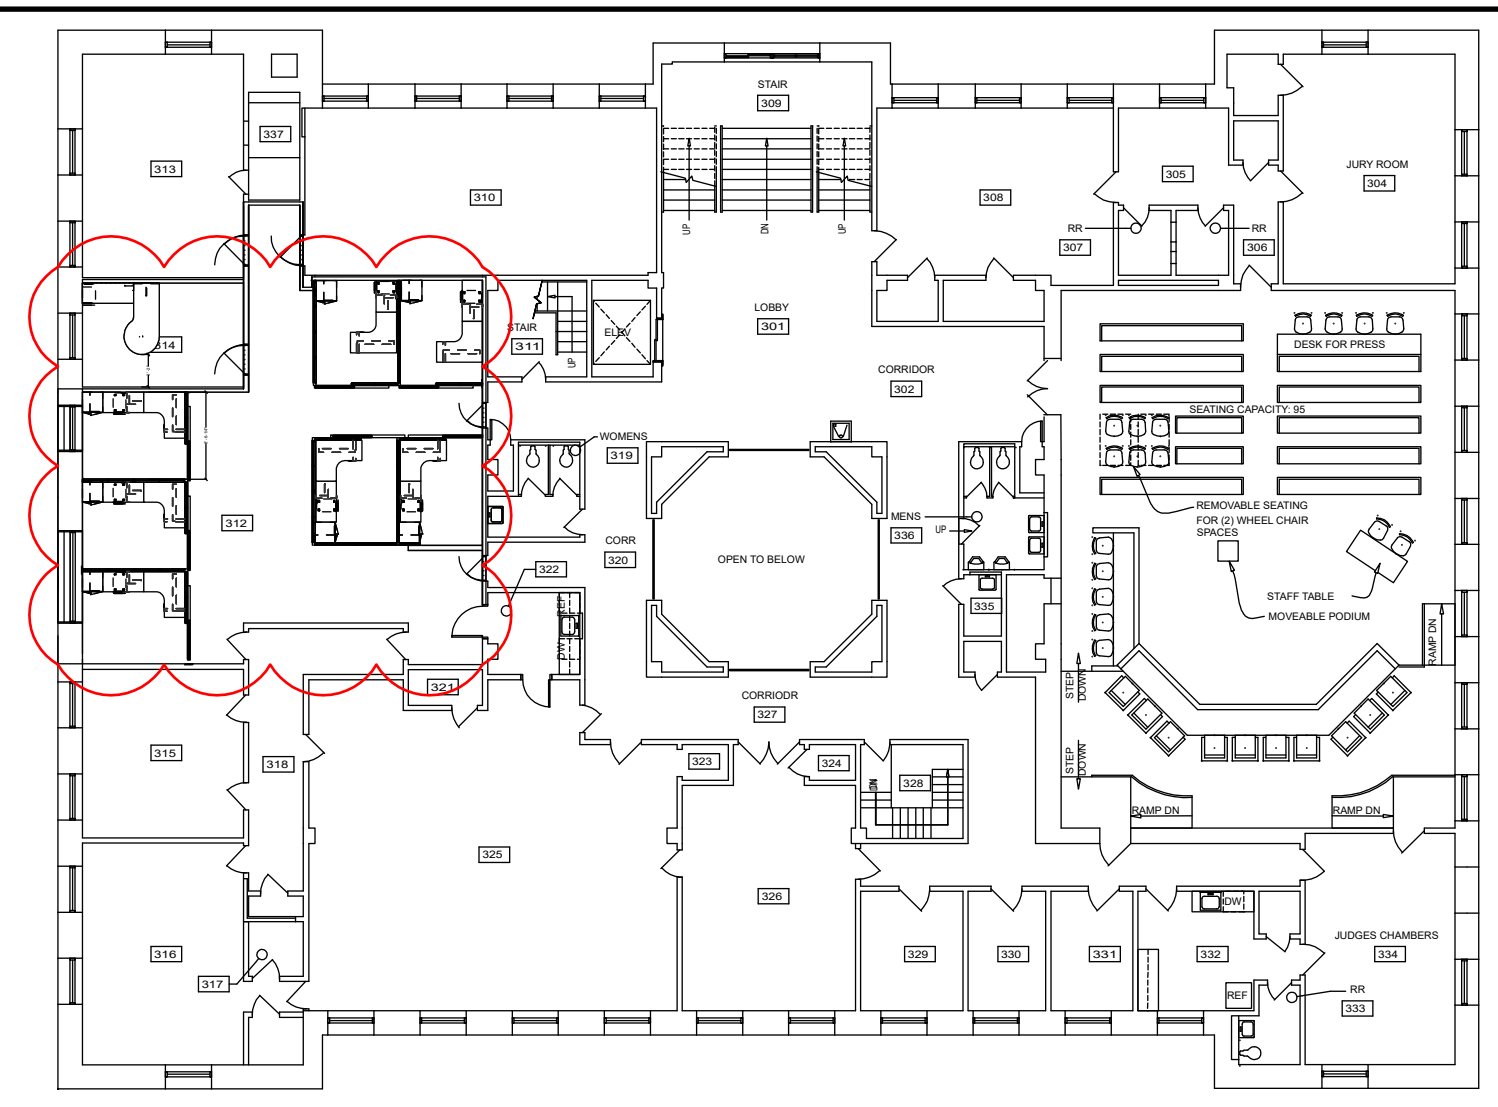 STAIR
309
337
313
310
308
305
JURY ROOM
304
RR
307
RR
306
UP
DN
UP
LOBBY
301
STAIR
311
UP
ELEV
314
DESK FOR PRESS
CORRIDOR
302
SEATING CAPACITY: 95
WOMENS
319
REMOVABLE SEATING
FOR (2) WHEEL CHAIR
SPACES
312
MENS
336
UP
CORR
320
OPEN TO BELOW
322
REF
DW
335
STAFF TABLE
MOVEABLE PODIUM
RAMP DN
321
STEP
DOWN
CORRIODR
327
315
318
323
324
328
DN
STEP
DOWN
RAMP DN
RAMP DN
325
326
DW
316
317
329
330
331
332
JUDGES CHAMBERS
334
REF
RR
333